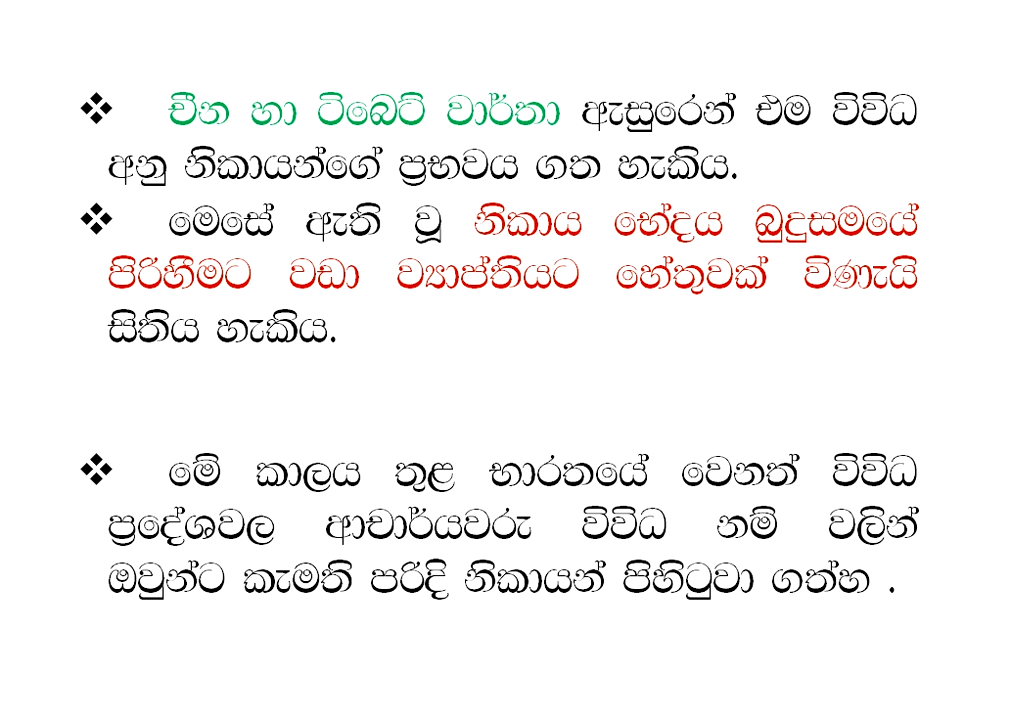 ❖ චීන හා ටිබෙට් වාර්තා ඇසුරෙන් එම විවිධ
අනු නිකායන්ගේ ප්‍රභවය ගත හැකිය.
❖ මෙසේ ඇති වූ නිකාය භේදය බුදුසමයේ
පිරිහීමට වඩා ව්‍යාප්තියට හේතුවක් විණැයි
සිතිය හැකිය.
❖ මේ කාලය තුළ භාරතයේ වෙනත් විවිධ
ප්‍රදේශවල ආචාර්යවරු විවිධ නම් වලින්
ඔවුන්ට කැමති පරිදි නිකායන් පිහිටුවා ගත්හ .